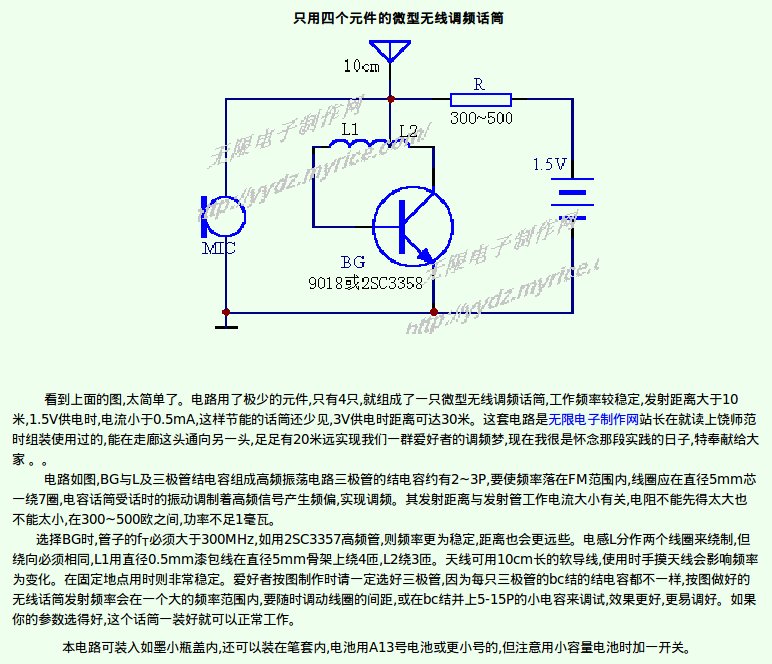 只用四个元件的微型无线调频话筒
10cm
R
300~500
无限电子制作网
L1
L2
http://yydz.myrice.com/
1.5V
MIC
BG
9018或2SC3358
无限电子制作网
http://yydz.myrice.com
看到上面的图,太简单了。电路用了极少的元件,只有4只,就组成了一只微型无线调频话筒,工作频率较稳定,发射距离大于10
米,1.5V供电时,电流小于0.5mA,这样节能的话筒还少见,3V供电时距离可达30米。这套电路是无限电子制作网站长在就读上饶师范
时组装使用过的,能在走廊这头通向另一头,足足有20米远实现我们一群爱好者的调频梦,现在我很是怀念那段实践的日子,特奉献给大
家 。。
电路如图,BG与L及三极管结电容组成高频振荡电路三极管的结电容约有2~3P,要使频率落在FM范围内,线圈应在直径5mm芯
一绕7圈,电容话筒受话时的振动调制着高频信号产生频偏,实现调频。其发射距离与发射管工作电流大小有关,电阻不能先得太大也
不能太小,在300~500欧之间,功率不足1毫瓦。
选择BG时,管子的fT必须大于300MHz,如用2SC3357高频管,则频率更为稳定,距离也会更远些。电感L分作两个线圈来绕制,但
绕向必须相同,L1用直径0.5mm漆包线在直径5mm骨架上绕4匝,L2绕3匝。天线可用10cm长的软导线,使用时手摸天线会影响频率
为变化。在固定地点用时则非常稳定。爱好者按图制作时请一定选好三极管,因为每只三极管的bc结的结电容都不一样,按图做好的
无线话筒发射频率会在一个大的频率范围内,要随时调动线圈的间距,或在bc结并上5-15P的小电容来调试,效果更好,更易调好。如果
你的参数选得好,这个话筒一装好就可以正常工作。
本电路可装入如墨小瓶盖内,还可以装在笔套内,电池用A13号电池或更小号的,但注意用小容量电池时加一开关。